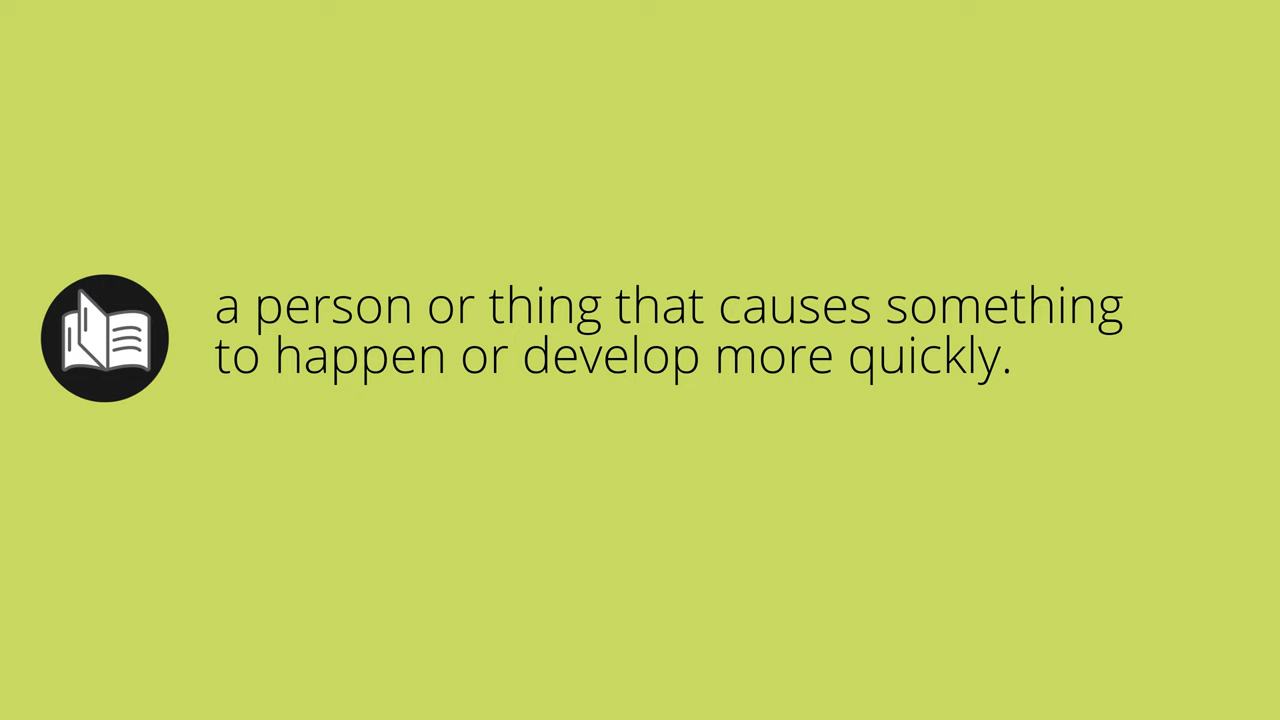 a person or thing that causes something
to happen or develop more quickly.